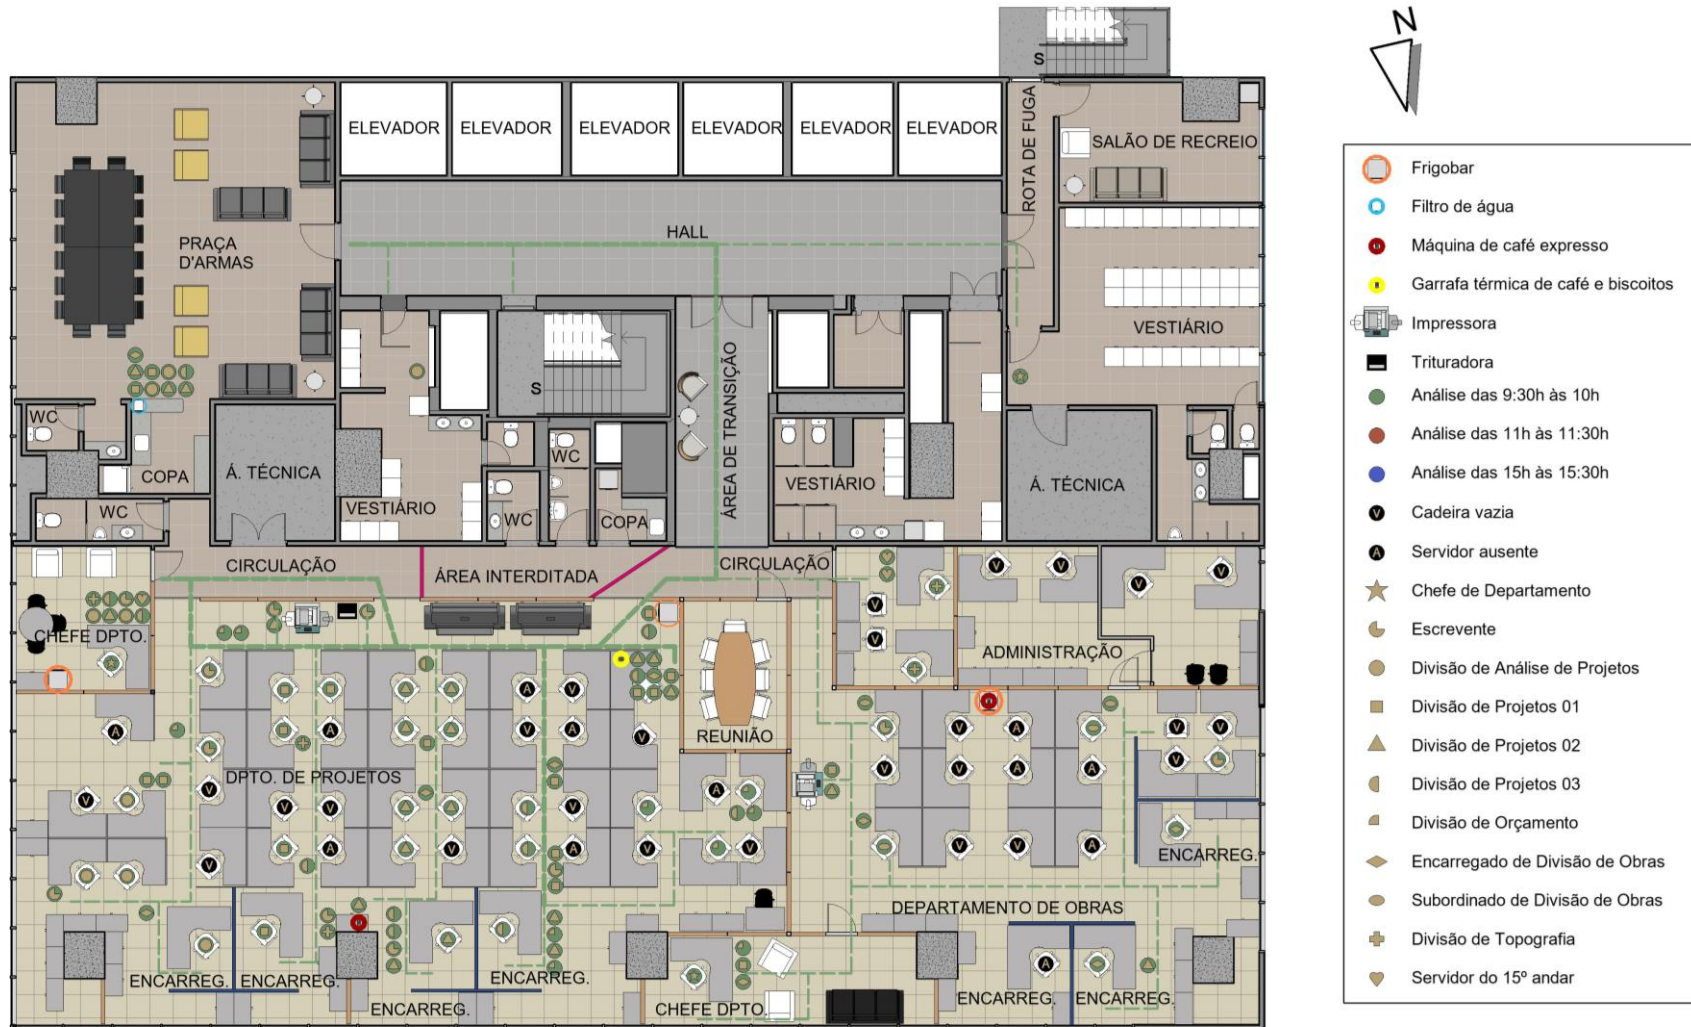 N
S
ELEVADOR
ELEVADOR
ELEVADOR
ELEVADOR
ELEVADOR
ELEVADOR
ROTA DE FUGA
SALÃO DE RECREIO
HALL
PRAÇA
D'ARMAS
VESTIÁRIO
S
ÁREA DE TRANSIÇÃO
WC
COPA
Á. TÉCNICA
VESTIÁRIO
WC
WC
WC
COPA
VESTIÁRIO
Á. TÉCNICA
CIRCULAÇÃO
ÁREA INTERDITADA
CIRCULAÇÃO
CHEFE DPTO.
ADMINISTRAÇÃO
REUNIÃO
DPTO. DE PROJETOS
ENCARREG.
DEPARTAMENTO DE OBRAS
ENCARREG.
ENCARREG.
ENCARREG.
ENCARREG.
CHEFE DPTO.
ENCARREG.
ENCARREG.
Frigobar
Filtro de água
Máquina de café expresso
Garrafa térmica de café e biscoitos
Impressora
Trituradora
Análise das 9:30h às 10h
Análise das 11h às 11:30h
Análise das 15h às 15:30h
V Cadeira vazia
A Servidor ausente
Chefe de Departamento
Escrevente
Divisão de Análise de Projetos
Divisão de Projetos 01
Divisão de Projetos 02
Divisão de Projetos 03
Divisão de Orçamento
Encarregado de Divisão de Obras
Subordinado de Divisão de Obras
Divisão de Topografia
Servidor do 15º andar